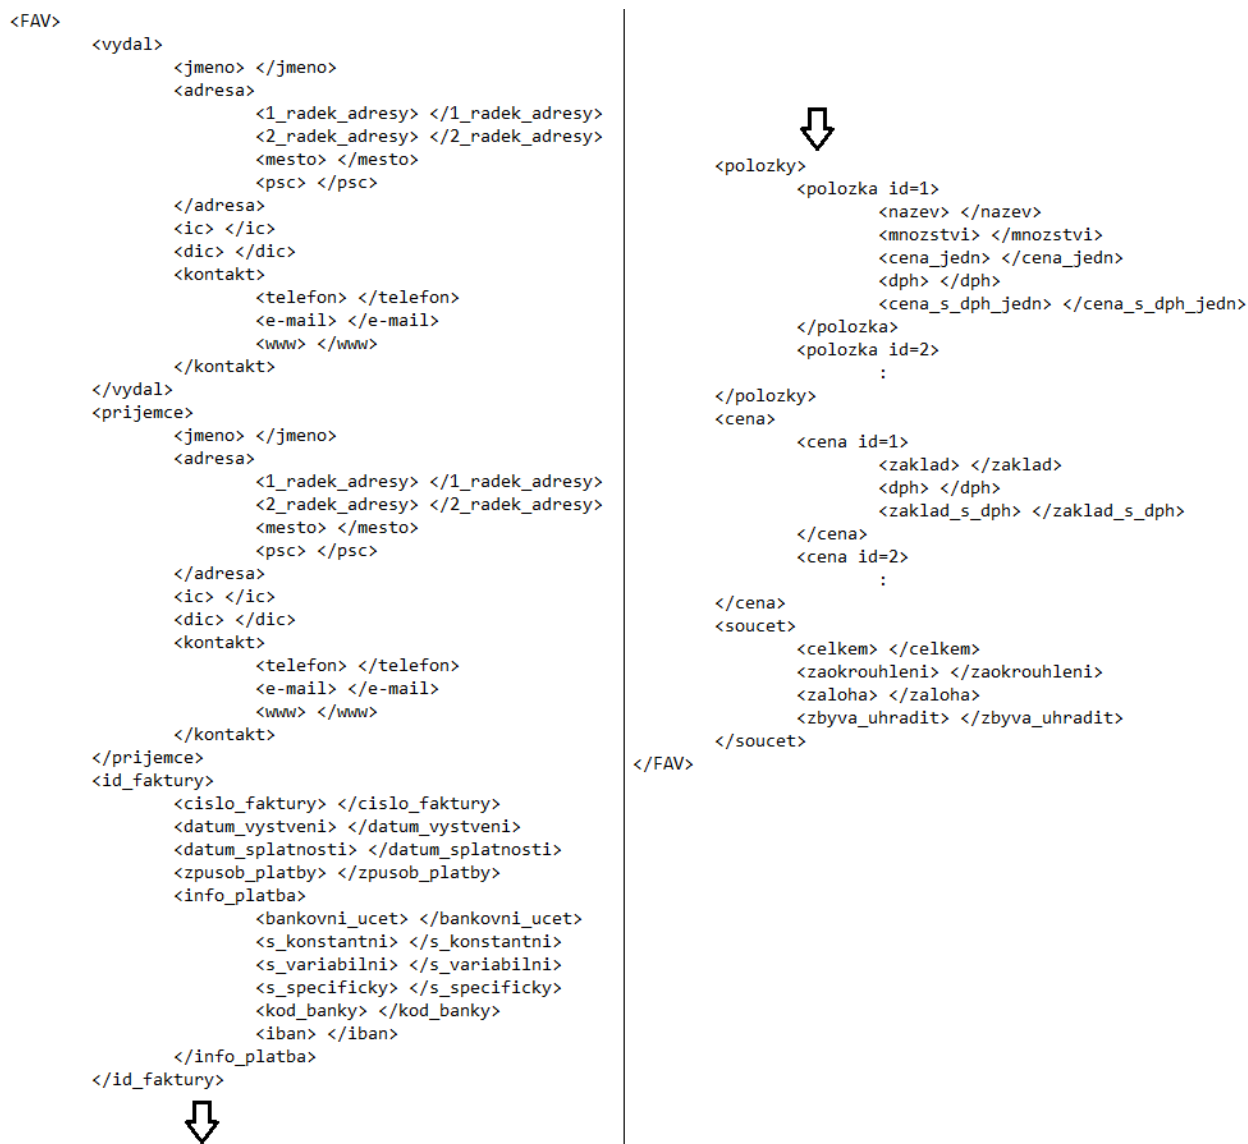 <FAV>
<vydal>
<jmeno> </jmeno>
<adresa>
<1_radek_adresy> </1_radek_adresy>
<2_radek_adresy> </2_radek_adresy>
<mesto> </mesto>
<psc> </psc>
</adresa>
<ic> </ic>
<dic> </dic>
<kontakt>
<telefon> </telefon>
<e-mail> </e-mail>
<www> </www>
</kontakt>
</vydal>
<prijemce>
<jmeno> </jmeno>
<adresa>
<1_radek_adresy> </1_radek_adresy>
<2_radek_adresy> </2_radek_adresy>
<mesto> </mesto>
<psc> </psc>
</adresa>
<ic> </ic>
<dic> </dic>
<kontakt>
<telefon> </telefon>
<e-mail> </e-mail>
<www> </www>
</kontakt>
</prijemce>
<id_faktury>
<cislo_faktury> </cislo_faktury>
<datum_vystveni> </datum_vystveni>
<datum_splatnosti> </datum_splatnosti>
<zpusob_platby> </zpusob_platby>
<info_platba>
<bankovni_ucet> </bankovni_ucet>
<s_konstantni> </s_konstantni>
<s_variabilni> </s_variabilni>
<s_specificky> </s_specificky>
<kod_banky> </kod_banky>
<iban> </iban>
</info_platba>
</id_faktury>
<polozky>
<polozka id=1>
<nazev> </nazev>
<mnozstvi> </mnozstvi>
<cena_jedn> </cena_jedn>
<dph> </dph>
<cena_s_dph_jedn> </cena_s_dph_jedn>
</polozka>
<polozka id=2>
:
</polozky>
<cena>
<cena id=1>
<zaklad> </zaklad>
<dph> </dph>
<zaklad_s_dph> </zaklad_s_dph>
</cena>
<cena id=2>
:
</cena>
<soucet>
<celkem> </celkem>
<zaokrouhleni> </zaokrouhleni>
<zaloha> </zaloha>
<zbyva_uhradit> </zbyva_uhradit>
</soucet>
</FAV>